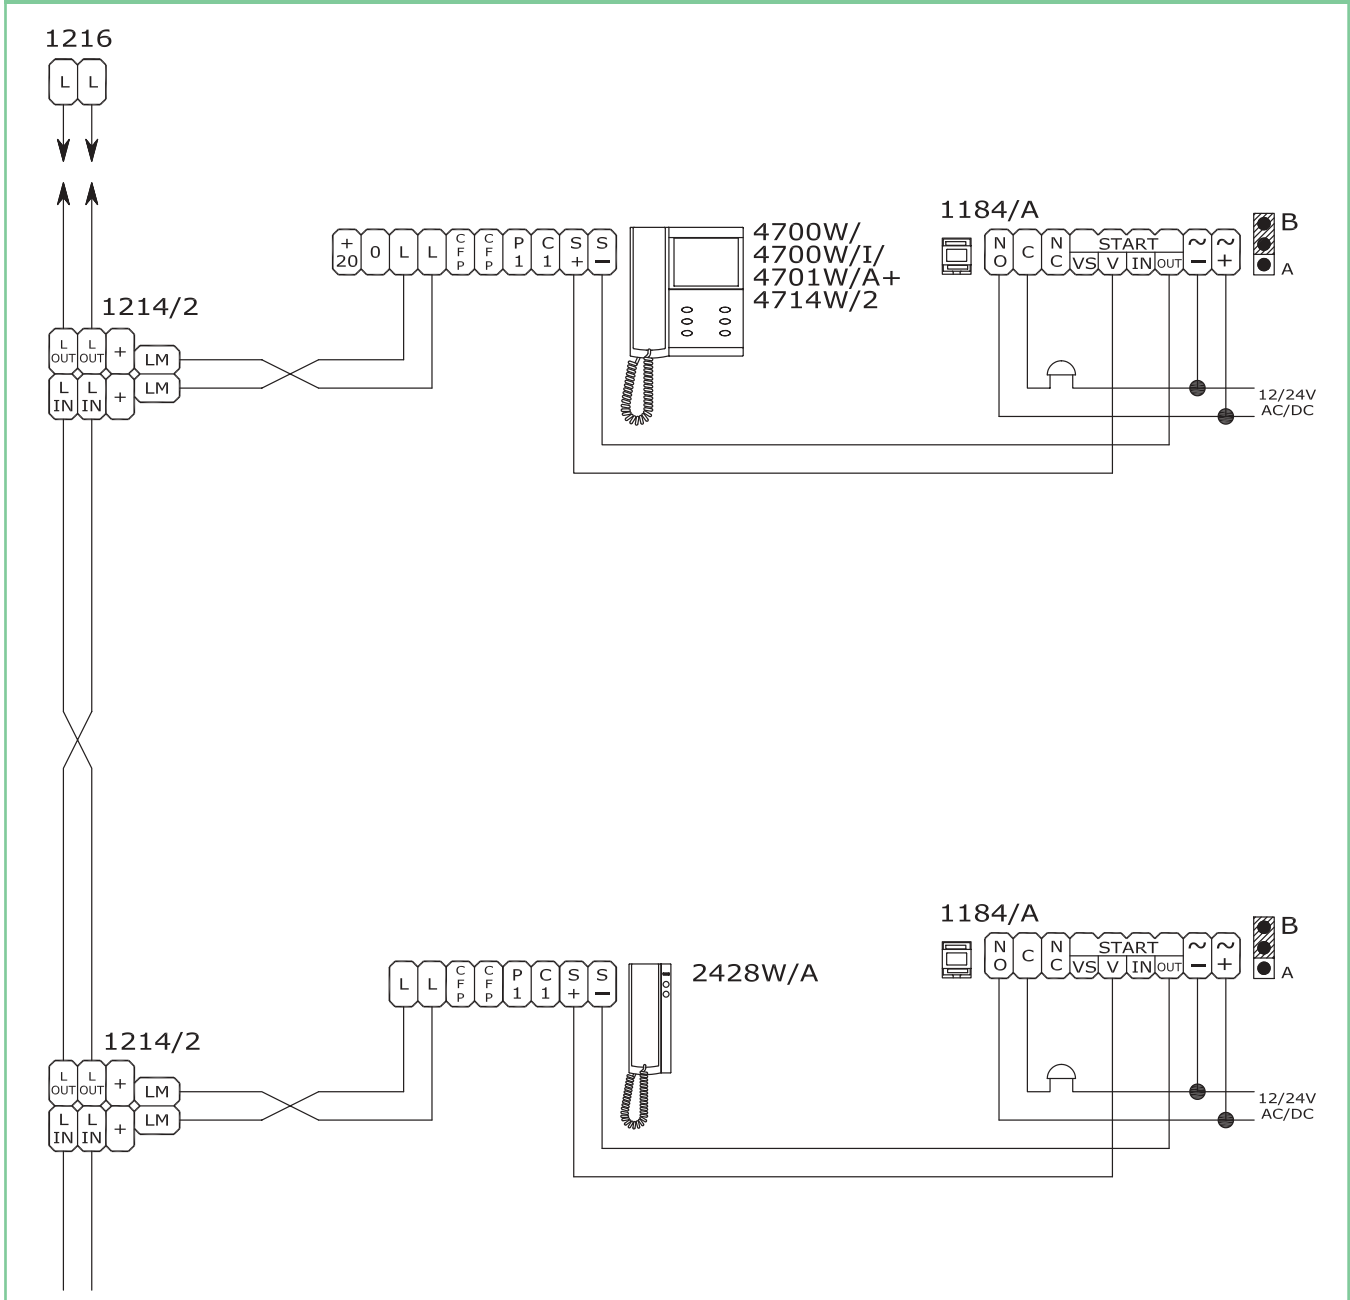 1216
L L
4700W/
4700W/I/
4701W/A+
4714W/2
+ 20 0 L L CFP CFP P1 C1 S+ S–
1184/A
NO C NC START VS V IN OUT ~– ~+
B
A
1214/2
L OUT L OUT + LM
L IN L IN + LM
12/24V
AC/DC
1184/A
NO C NC START VS V IN OUT ~– ~+
B
A
2428W/A
L L CFP CFP P1 C1 S+ S–
1214/2
L OUT L OUT + LM
L IN L IN + LM
12/24V
AC/DC